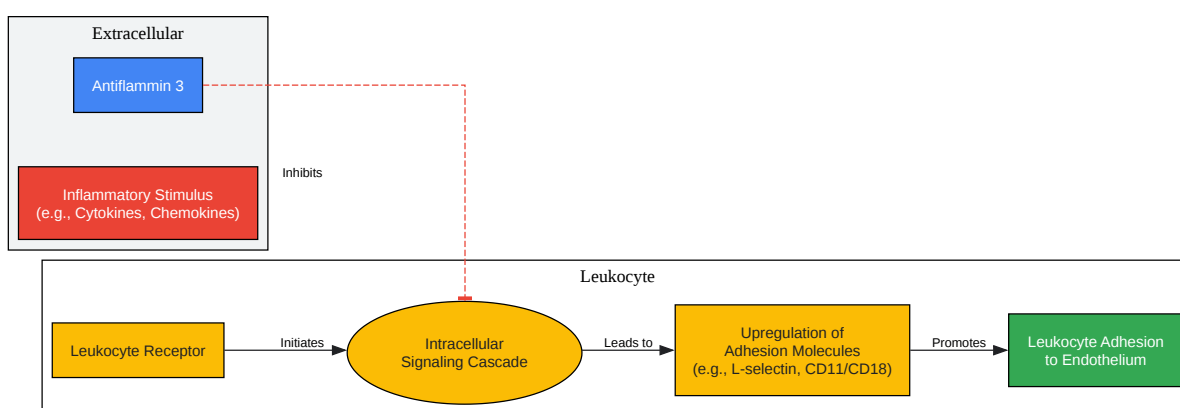 Extracellular
Antiflammin 3
Inflammatory Stimulus
(e.g., Cytokines, Chemokines)
Inhibits
Leukocyte
Leukocyte Receptor
Initiates
Intracellular
Signaling Cascade
Leads to
Upregulation of
Adhesion Molecules
(e.g., L-selectin, CD11/CD18)
Promotes
Leukocyte Adhesion
to Endothelium